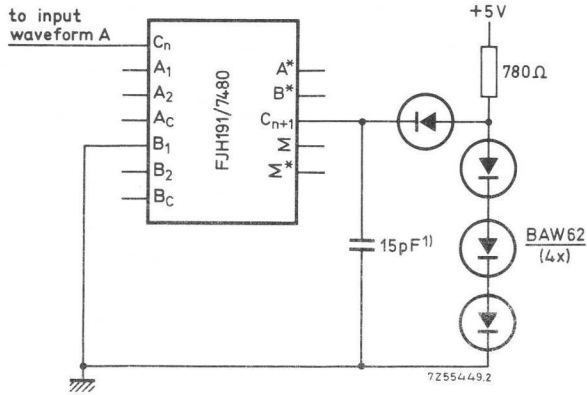 to input
waveform A
Cn
A1
A2
AC
B1
B2
BC
FJH191/7480
A*
B*
Cn+1
M
M*
+5V
780Ω
15pF1)
BAW62
(4x)
7Z55449.2